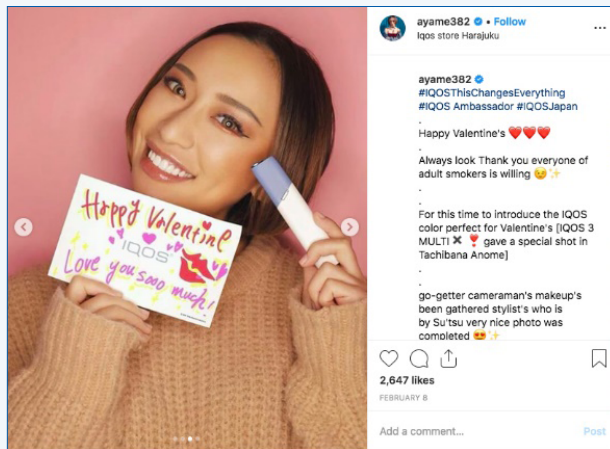 Happy Valentine
IQOS®
Love you sooo much!
ayame382 • Follow
Iqos store Harajuku
ayame382
#IQOSThisChangesEverything
#IQOS Ambassador #IQOSJapan
.
Happy Valentine's ❤️❤️❤️
.
Always look Thank you everyone of
adult smokers is willing 😉✨
.
.
For this time to introduce the IQOS
color perfect for Valentine's [IQOS 3
MULTI ✖️ ❣️ gave a special shot in
Tachibana Anome]
.
.
go-getter cameraman's makeup's
been gathered stylist's who is
by Su'tsu very nice photo was
completed 😍✨
2,647 likes
FEBRUARY 8
Add a comment...
Post